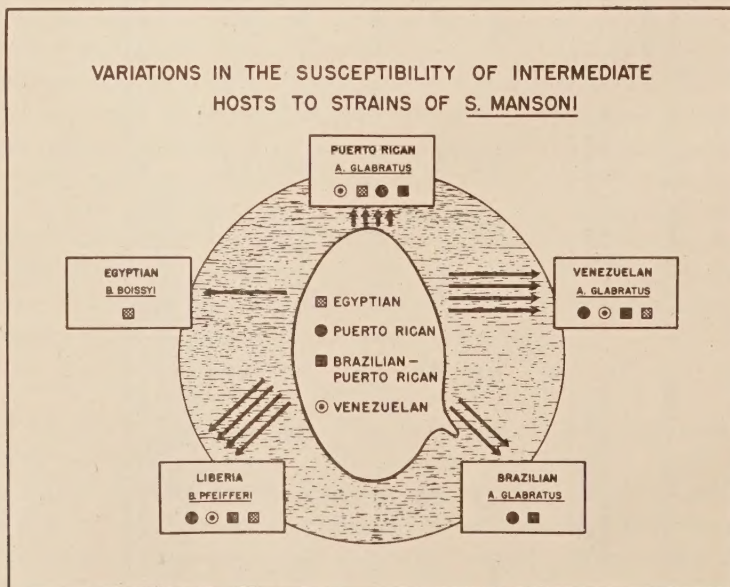 VARIATIONS IN THE SUSCEPTIBILITY OF INTERMEDIATE
HOSTS TO STRAINS OF S. MANSONI
PUERTO RICAN
A. GLABRATUS
EGYPTIAN
B. BOISSYI
VENEZUELAN
A. GLABRATUS
EGYPTIAN
PUERTO RICAN
BRAZILIAN-
PUERTO RICAN
VENEZUELAN
LIBERIA
B. PFEIFFERI
BRAZILIAN
A. GLABRATUS